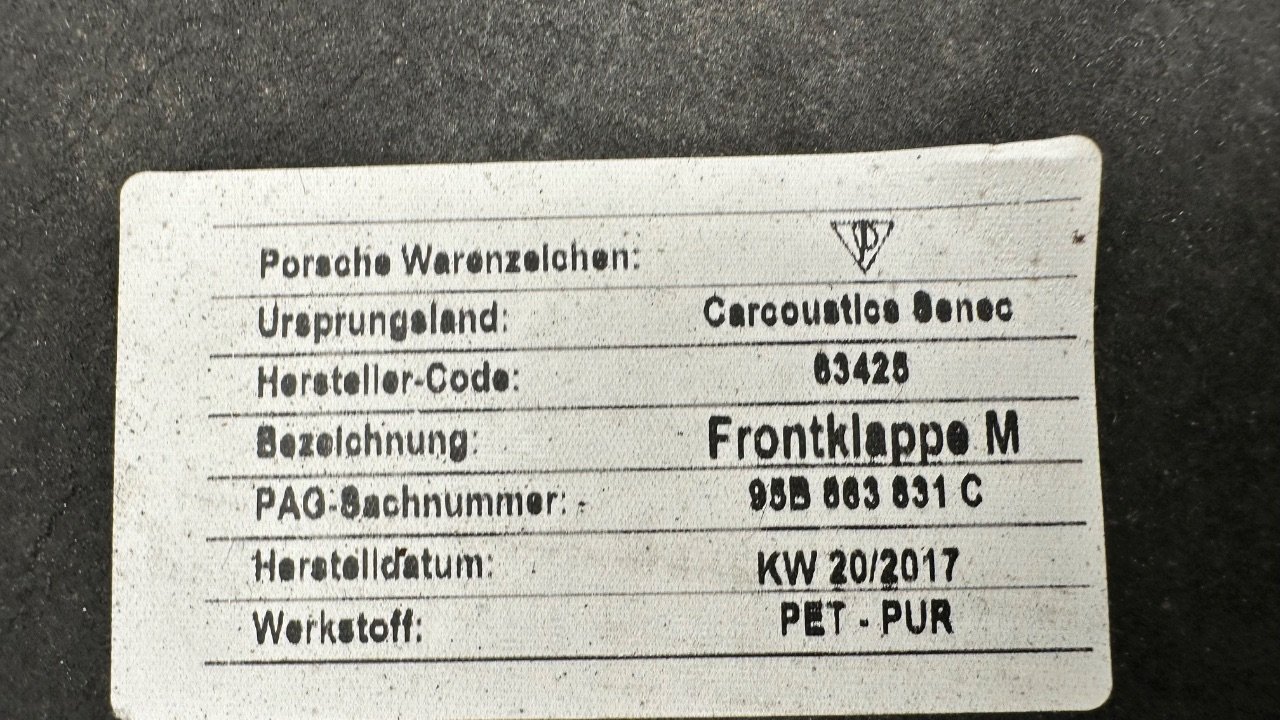 Porsche Warenzeichen:
Ursprungsland: Carcoustics Senec
Hersteller-Code: 63425
Bezeichnung: Frontklappe M
PAG-Sachnummer: 95B 863 831 C
Herstelldatum: KW 20/2017
Werkstoff: PET - PUR